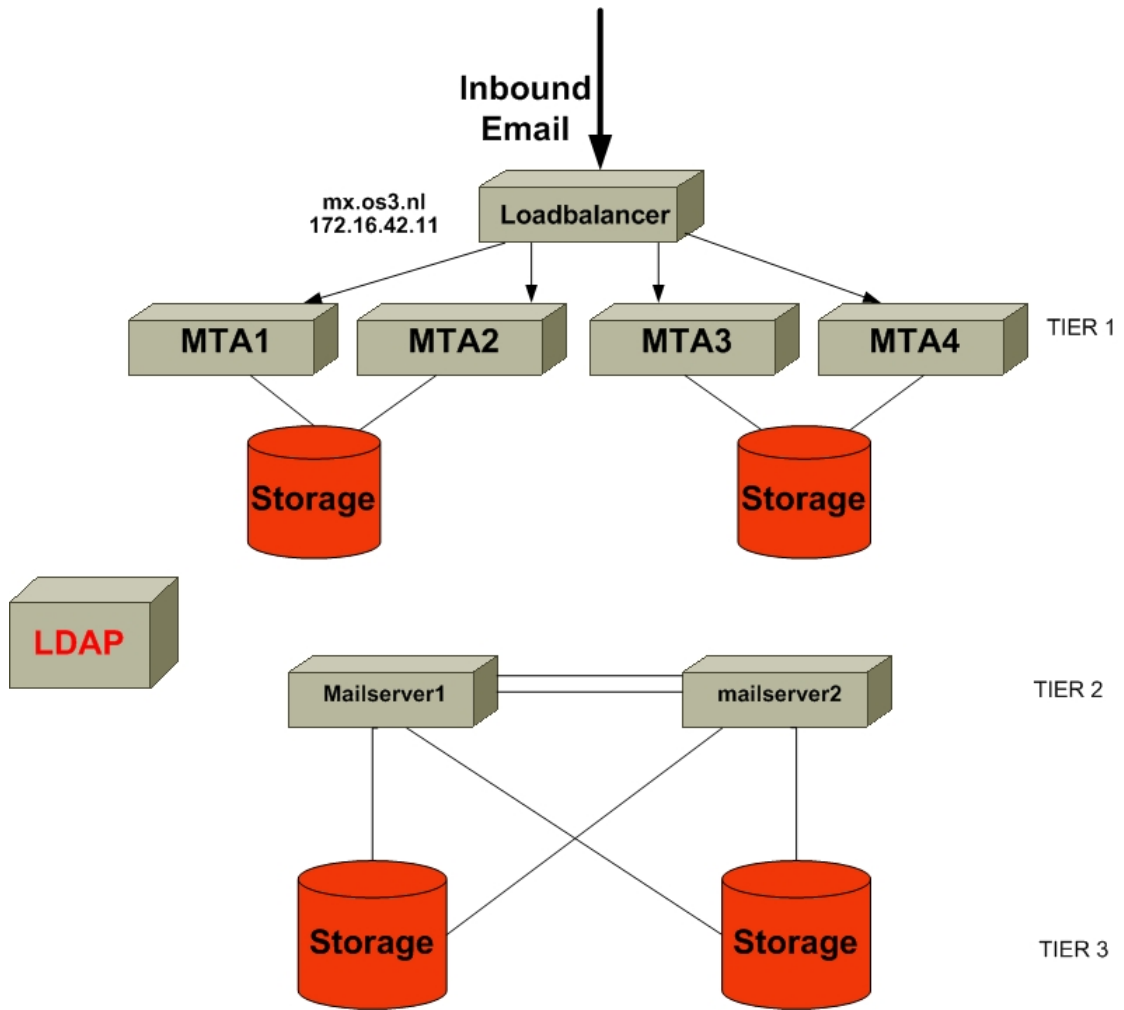 Inbound
Email
mx.os3.nl
172.16.42.11
Loadbalancer
MTA1
MTA2
MTA3
MTA4
TIER 1
Storage
Storage
LDAP
Mailserver1
mailserver2
TIER 2
Storage
Storage
TIER 3